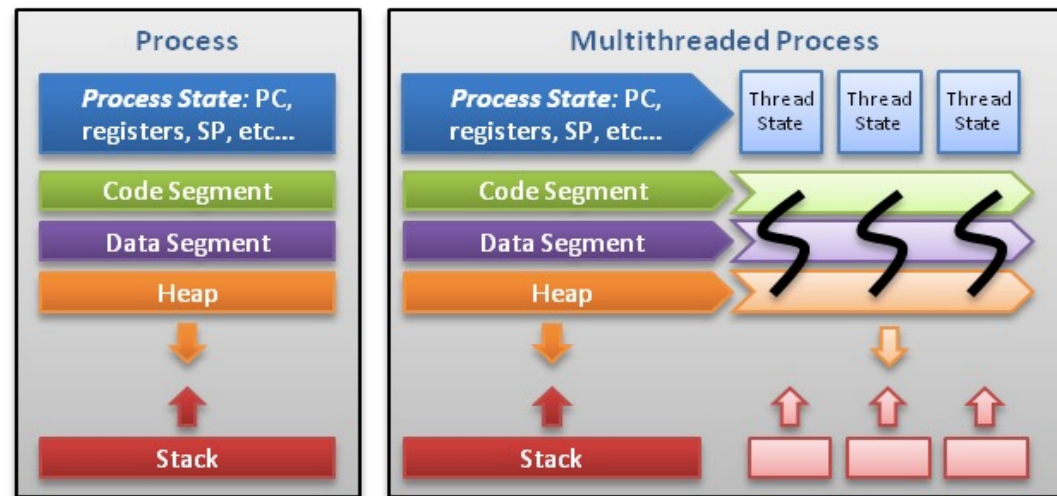 Process
Process State: PC,
registers, SP, etc...
Code Segment
Data Segment
Heap
Stack
Multithreaded Process
Process State: PC,
registers, SP, etc...
Thread
State
Thread
State
Thread
State
Code Segment
Data Segment
Heap
Stack